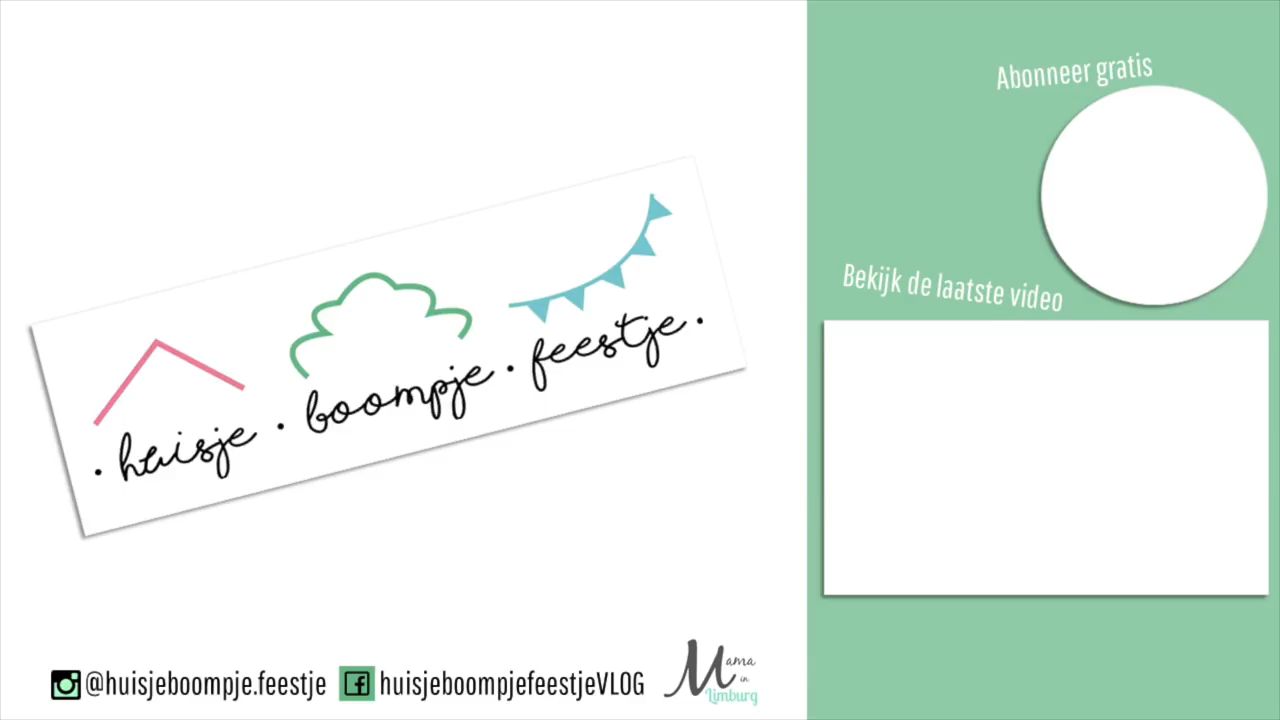 Abonneer gratis
Bekijk de laatste video
• huisje • boompje • feestje •
@huisjeboompje.feestje
huisjeboompjefeestjeVLOG
Mama
in
Limburg